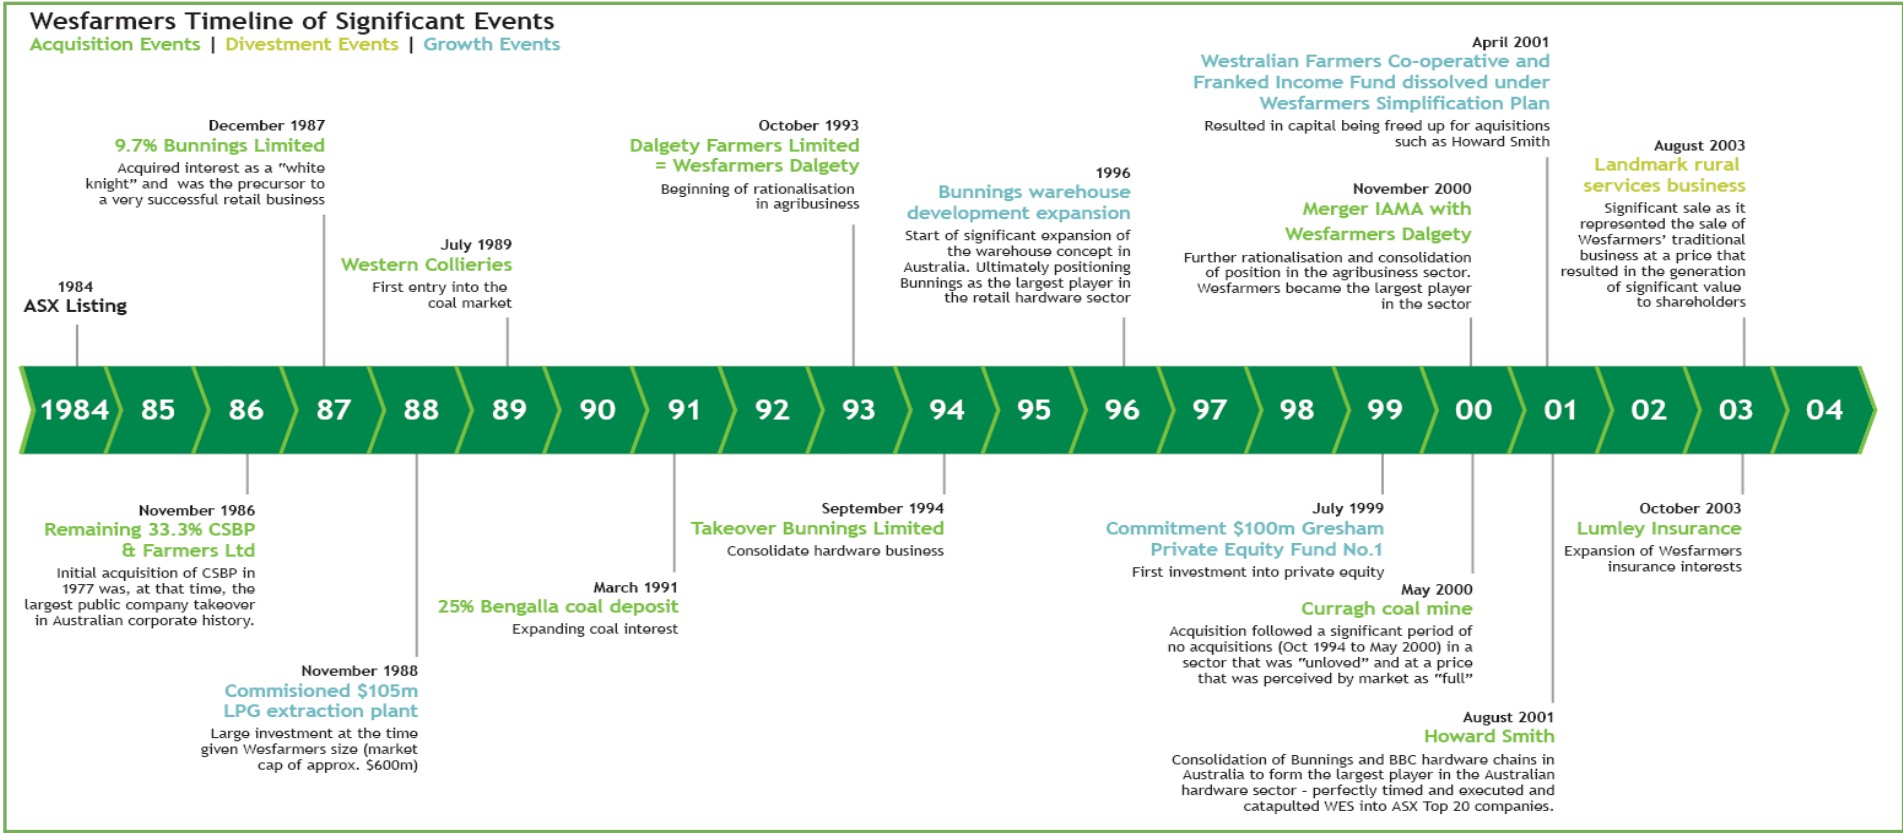 Wesfarmers Timeline of Significant Events
Acquisition Events | Divestment Events | Growth Events
1984
ASX Listing
December 1987
9.7% Bunnings Limited
Acquired interest as a “white
knight” and was the precursor to
a very successful retail business
July 1989
Western Collieries
First entry into the
coal market
October 1993
Dalgety Farmers Limited
= Wesfarmers Dalgety
Beginning of rationalisation
in agribusiness
1996
Bunnings warehouse
development expansion
Start of significant expansion of
the warehouse concept in
Australia. Ultimately positioning
Bunnings as the largest player in
the retail hardware sector
November 2000
Merger IAMA with
Wesfarmers Dalgety
Further rationalisation and consolidation
of position in the agribusiness sector.
Wesfarmers became the largest player
in the sector
April 2001
Westralian Farmers Co-operative and
Franked Income Fund dissolved under
Wesfarmers Simplification Plan
Resulted in capital being freed up for aquisitions
such as Howard Smith
August 2003
Landmark rural
services business
Significant sale as it
represented the sale of
Wesfarmers’ traditional
business at a price that
resulted in the generation
of significant value
to shareholders
1984 85 86 87 88 89 90 91 92 93 94 95 96 97 98 99 00 01 02 03 04
November 1986
Remaining 33.3% CSBP
& Farmers Ltd
Initial acquisition of CSBP in
1977 was, at that time, the
largest public company takeover
in Australian corporate history.
November 1988
Commisioned $105m
LPG extraction plant
Large investment at the time
given Wesfarmers size (market
cap of approx. $600m)
March 1991
25% Bengalla coal deposit
Expanding coal interest
September 1994
Takeover Bunnings Limited
Consolidate hardware business
July 1999
Commitment $100m Gresham
Private Equity Fund No.1
First investment into private equity
May 2000
Curragh coal mine
Acquisition followed a significant period of
no acquisitions (Oct 1994 to May 2000) in a
sector that was “unloved” and at a price
that was perceived by market as “full”
August 2001
Howard Smith
Consolidation of Bunnings and BBC hardware chains in
Australia to form the largest player in the Australian
hardware sector - perfectly timed and executed and
catapulted WES into ASX Top 20 companies.
October 2003
Lumley Insurance
Expansion of Wesfarmers
insurance interests